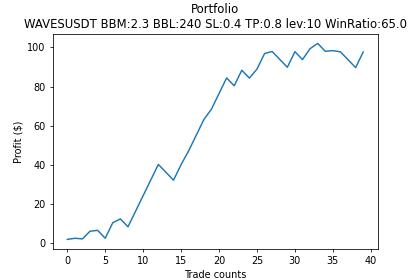 Portfolio
WAVESUSDT BBM:2.3 BBL:240 SL:0.4 TP:0.8 lev:10 WinRatio:65.0
100
80
60
40
20
0
Profit ($)
0 5 10 15 20 25 30 35 40
Trade counts